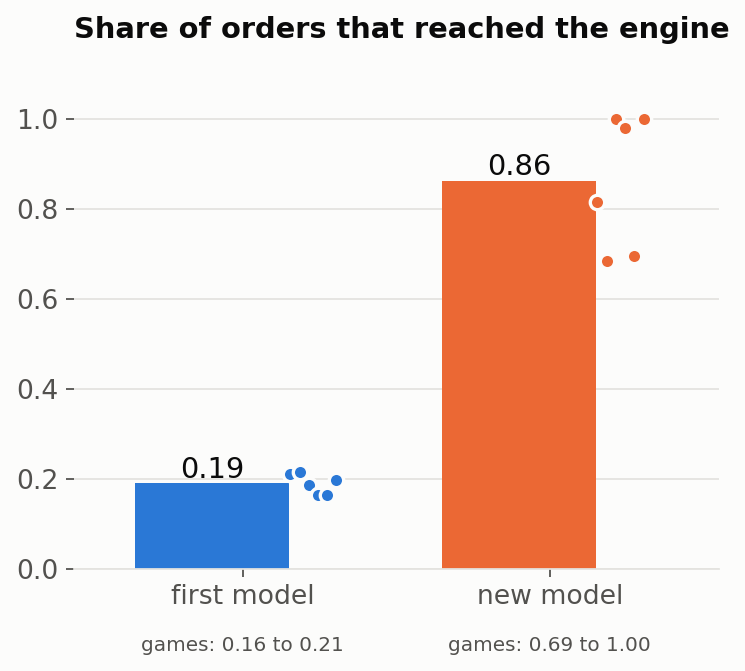 Share of orders that reached the engine
1.0
0.8
0.6
0.4
0.2
0.0
0.19
0.86
first model
new model
games: 0.16 to 0.21
games: 0.69 to 1.00